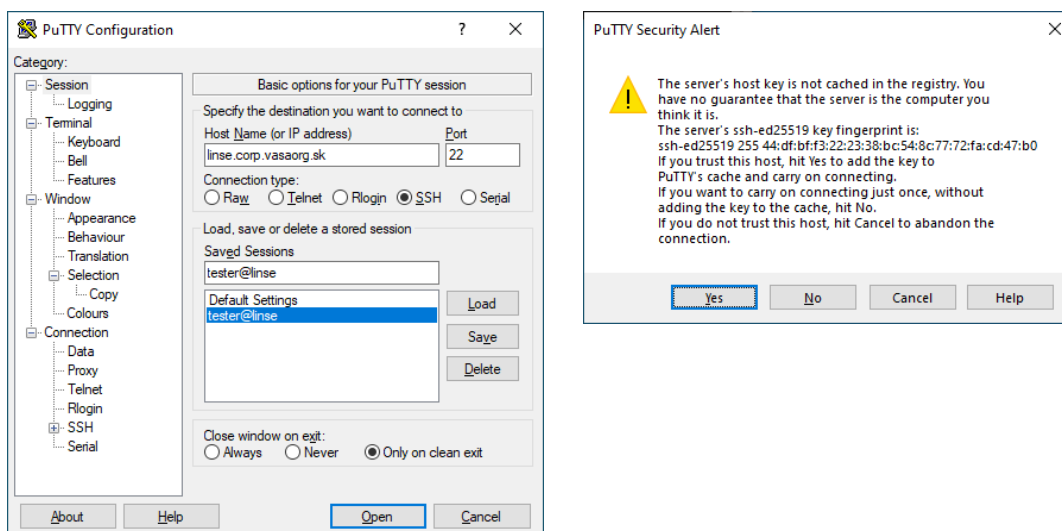 PuTTY Configuration
?
Category:
Session
Logging
Terminal
Keyboard
Bell
Features
Window
Appearance
Behaviour
Translation
Selection
Copy
Colours
Connection
Data
Proxy
Telnet
Rlogin
SSH
Serial
Basic options for your PuTTY session
Specify the destination you want to connect to
Host Name (or IP address) Port
linse.corp.vasaorg.sk 22
Connection type:
Raw Telnet Rlogin SSH Serial
Load, save or delete a stored session
Saved Sessions
tester@linse
Default Settings
tester@linse
Load
Save
Delete
Close window on exit:
Always Never Only on clean exit
About Help Open Cancel
PuTTY Security Alert
The server's host key is not cached in the registry. You
have no guarantee that the server is the computer you
think it is.
The server's ssh-ed25519 key fingerprint is:
ssh-ed25519 255 44:df:bf:f3:22:23:38:bc:54:8c:77:72:fa:cd:47:b0
If you trust this host, hit Yes to add the key to
PuTTY's cache and carry on connecting.
If you want to carry on connecting just once, without
adding the key to the cache, hit No.
If you do not trust this host, hit Cancel to abandon the
connection.
Yes No Cancel Help